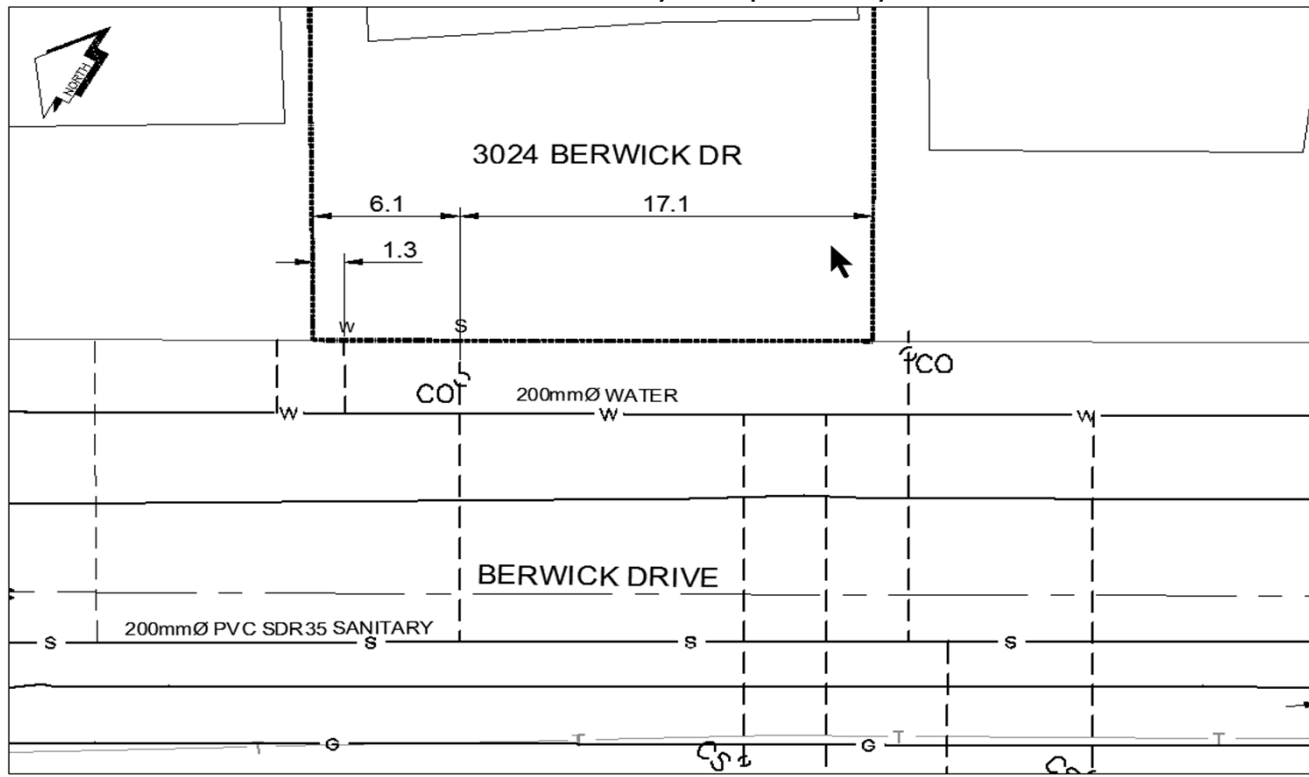 NORTH
3024 BERWICK DR
6.1
17.1
1.3
W
S
CO
CO
200mmØ WATER
W
W
W
BERWICK DRIVE
200mmØ PVC SDR35 SANITARY
S
S
S
S
T
T
T
T
G
G
CS